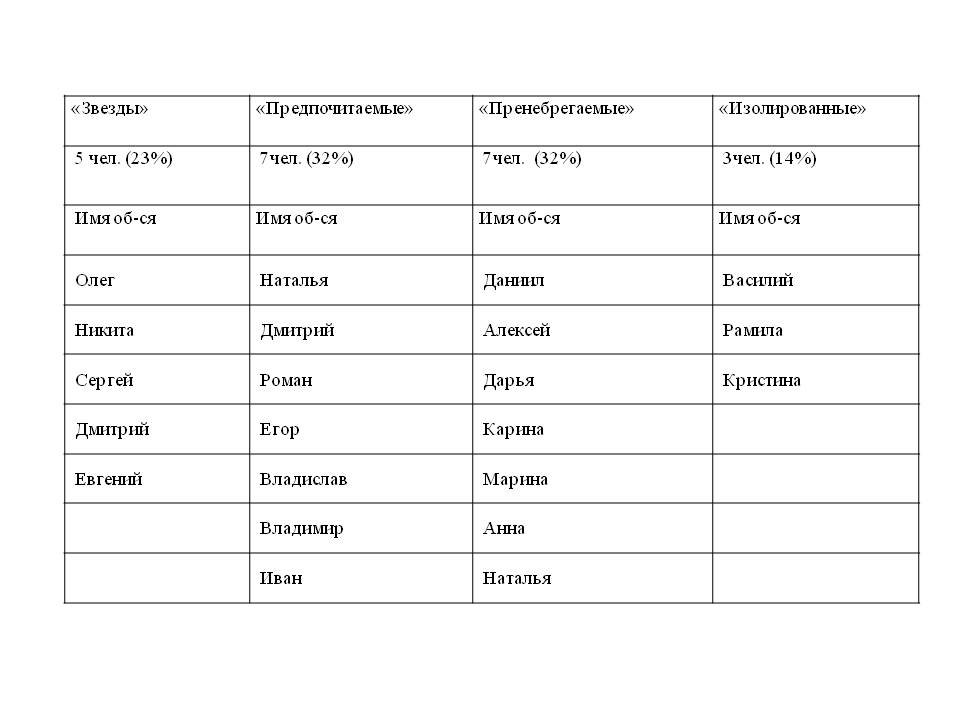 «Звезды» «Предпочитаемые» «Пренебрегаемые» «Изолированные»
5 чел. (23%) 7чел. (32%) 7чел. (32%) 3чел. (14%)
Имя об-ся Имя об-ся Имя об-ся Имя об-ся
Олег Наталья Даниил Василий
Никита Дмитрий Алексей Рамила
Сергей Роман Дарья Кристина
Дмитрий Егор Карина
Евгений Владислав Марина
Владимир Анна
Иван Наталья